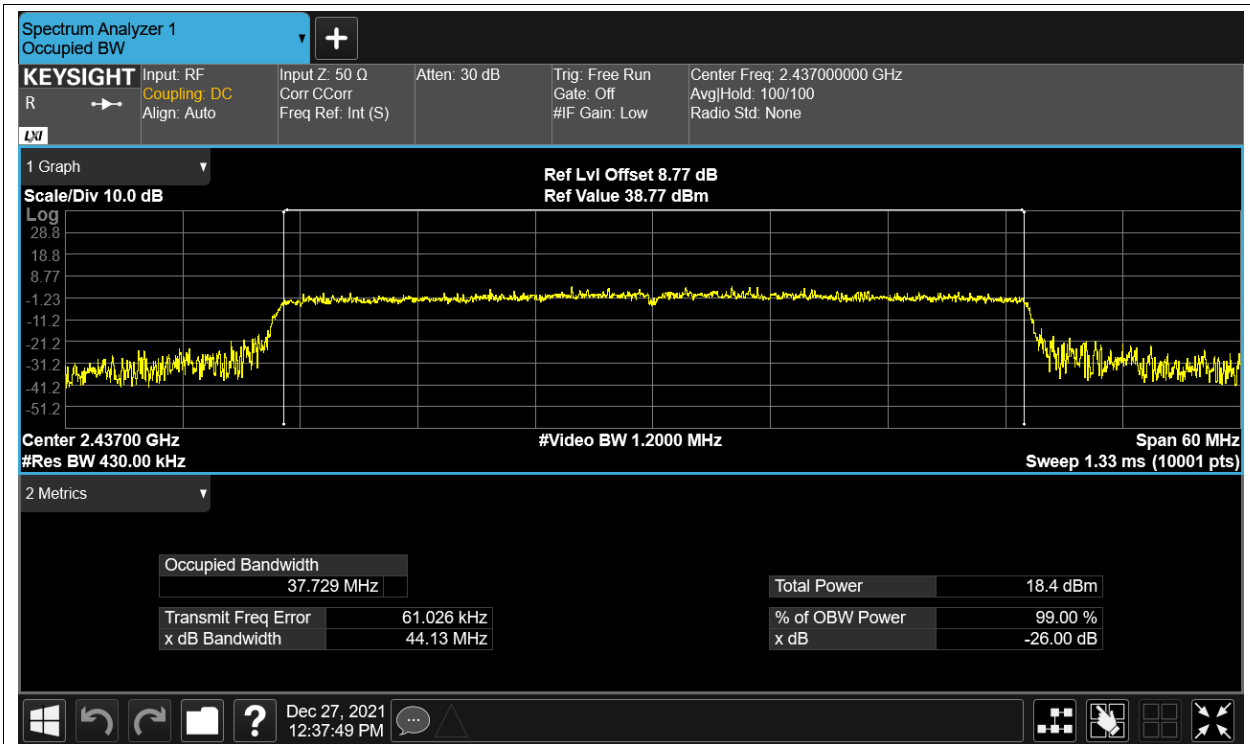 Spectrum Analyzer 1
Occupied BW
KEYSIGHT
R
LXI
Input: RF
Coupling: DC
Align: Auto
Input Z: 50 Ω
Corr CCorr
Freq Ref: Int (S)
Atten: 30 dB
Trig: Free Run
Gate: Off
#IF Gain: Low
Center Freq: 2.437000000 GHz
Avg|Hold: 100/100
Radio Std: None
1 Graph
Scale/Div 10.0 dB
Ref Lvl Offset 8.77 dB
Ref Value 38.77 dBm
Log
28.8
18.8
8.77
-1.23
-11.2
-21.2
-31.2
-41.2
-51.2
Center 2.43700 GHz
#Video BW 1.2000 MHz
Span 60 MHz
#Res BW 430.00 kHz
Sweep 1.33 ms (10001 pts)
2 Metrics
Occupied Bandwidth
37.729 MHz
Total Power 18.4 dBm
Transmit Freq Error 61.026 kHz
% of OBW Power 99.00 %
x dB Bandwidth 44.13 MHz
x dB -26.00 dB
?
Dec 27, 2021
12:37:49 PM